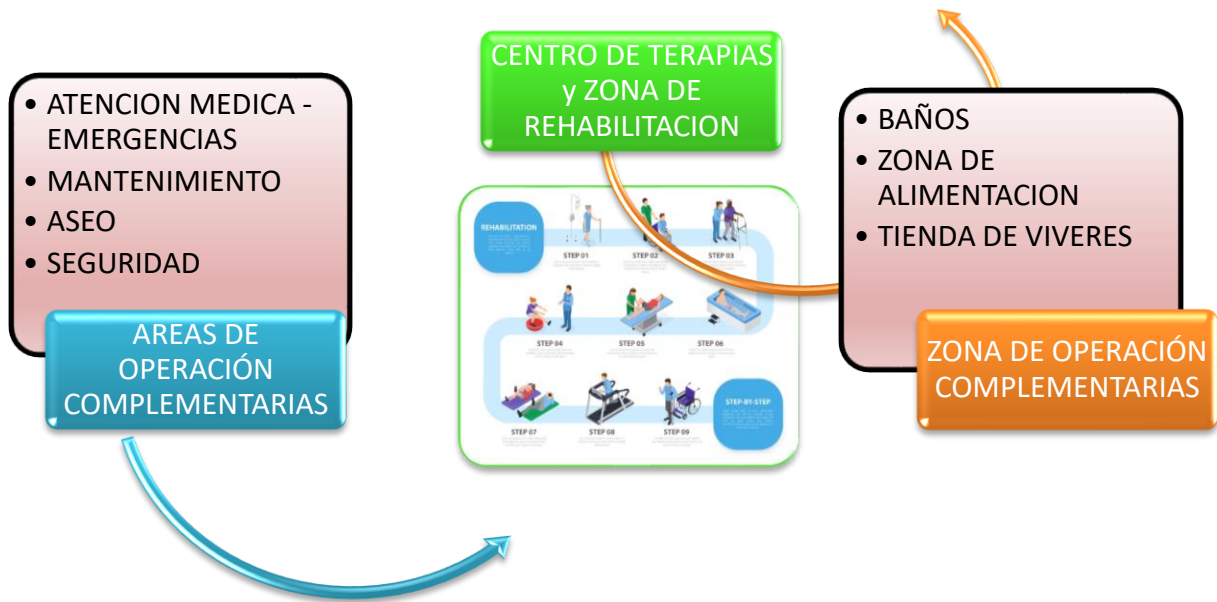 • ATENCION MEDICA -
EMERGENCIAS
• MANTENIMIENTO
• ASEO
• SEGURIDAD
AREAS DE
OPERACIÓN
COMPLEMENTARIAS
CENTRO DE TERAPIAS
y ZONA DE
REHABILITACION
REHABILITATION
STEP 01
STEP 02
STEP 03
STEP 04
STEP 05
STEP 06
STEP 07
STEP 08
STEP 09
STEP-BY-STEP
• BAÑOS
• ZONA DE
ALIMENTACION
• TIENDA DE VIVERES
ZONA DE OPERACIÓN
COMPLEMENTARIAS